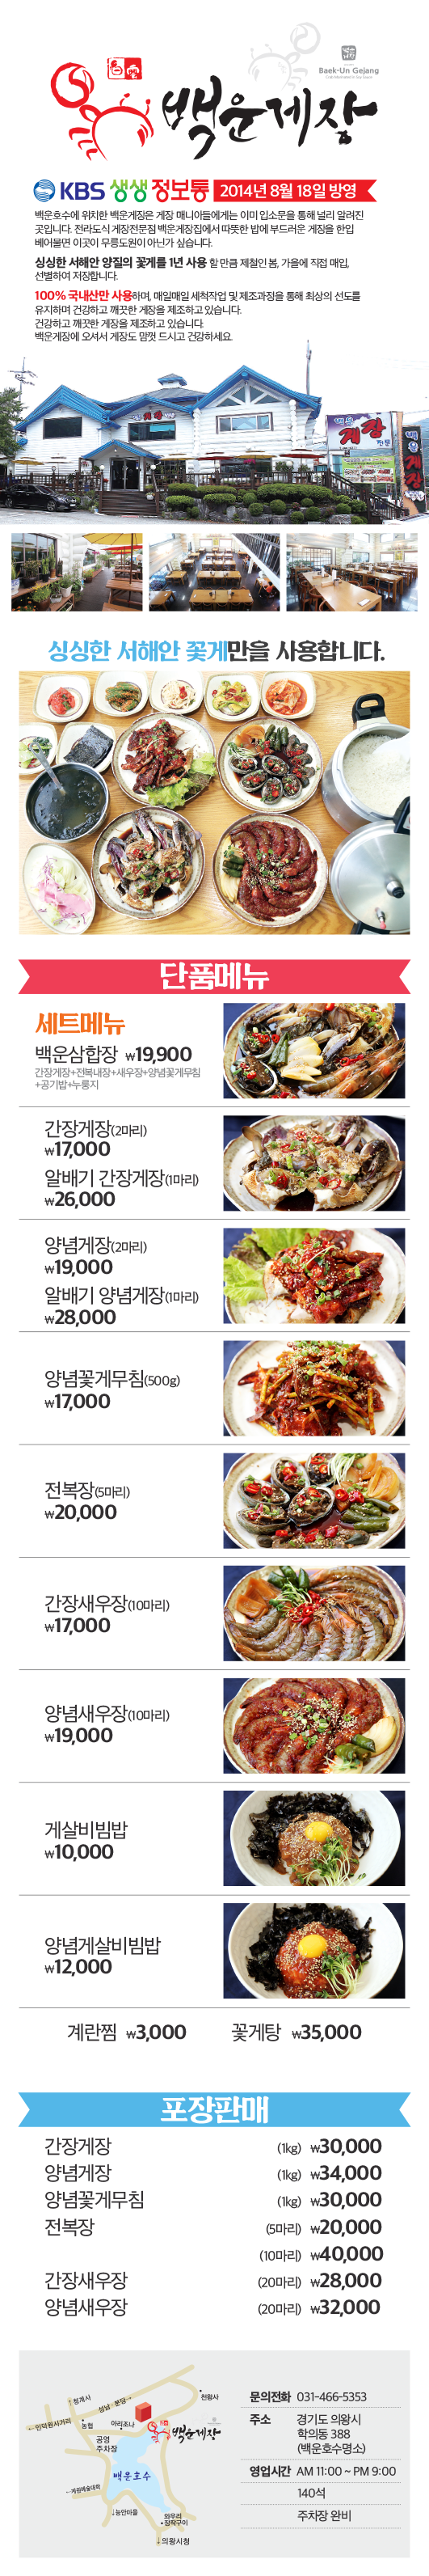 Baek-Un Gejang
백운게장
KBS 생생 정보통 2014년 8월 18일 방영
백운호수에 위치한 백운게장은 게장 매니아들에게는 이미 입소문을 통해 널리 알려진
곳입니다. 전라도식 게장전문점 백운게장집에서 따뜻한 밥에 부드러운 게장을 한입
베어물면 이곳이 무릉도원이 아닌가 싶습니다.
싱싱한 서해안 양질의 꽃게를 1년 사용 할 만큼 제철인 봄, 가을에 직접 매입,
선별하여 저장합니다.
100% 국내산만 사용하며, 매일매일 세척작업 및 제조과정을 통해 최상의 선도를
유지하며 건강하고 깨끗한 게장을 제조하고 있습니다.
건강하고 깨끗한 게장을 제조하고 있습니다.
백운게장에 오셔서 게장도 맘껏 드시고 건강하세요.
백운
게장
전문
백운
게장
싱싱한 서해안 꽃게만을 사용합니다.
단품메뉴
세트메뉴
백운삼합장 ₩19,900
간장게장+전복내장+새우장+양념꽃게무침
+공기밥+누룽지
간장게장(2마리)
₩17,000
알배기 간장게장(1마리)
₩26,000
양념게장(2마리)
₩19,000
알배기 양념게장(1마리)
₩28,000
양념꽃게무침(500g)
₩17,000
전복장(5마리)
₩20,000
간장새우장(10마리)
₩17,000
양념새우장(10마리)
₩19,000
게살비빔밥
₩10,000
양념게살비빔밥
₩12,000
계란찜 ₩3,000 꽃게탕 ₩35,000
포장판매
간장게장 (1kg) ₩30,000
양념게장 (1kg) ₩34,000
양념꽃게무침 (1kg) ₩30,000
전복장 (5마리) ₩20,000
(10마리) ₩40,000
간장새우장 (20마리) ₩28,000
양념새우장 (20마리) ₩32,000
↑청계사
성남·분당→
천왕사
←인덕원사거리
농협
아리조나
백운게장
공영
주차장
백운호수
←계원예술대학
↓능안마을
외우리
장작구이
↓의왕시청
문의전화 031-466-5353
주소 경기도 의왕시
학의동 388
(백운호수명소)
영업시간 AM 11:00 ~ PM 9:00
140석
주차장 완비